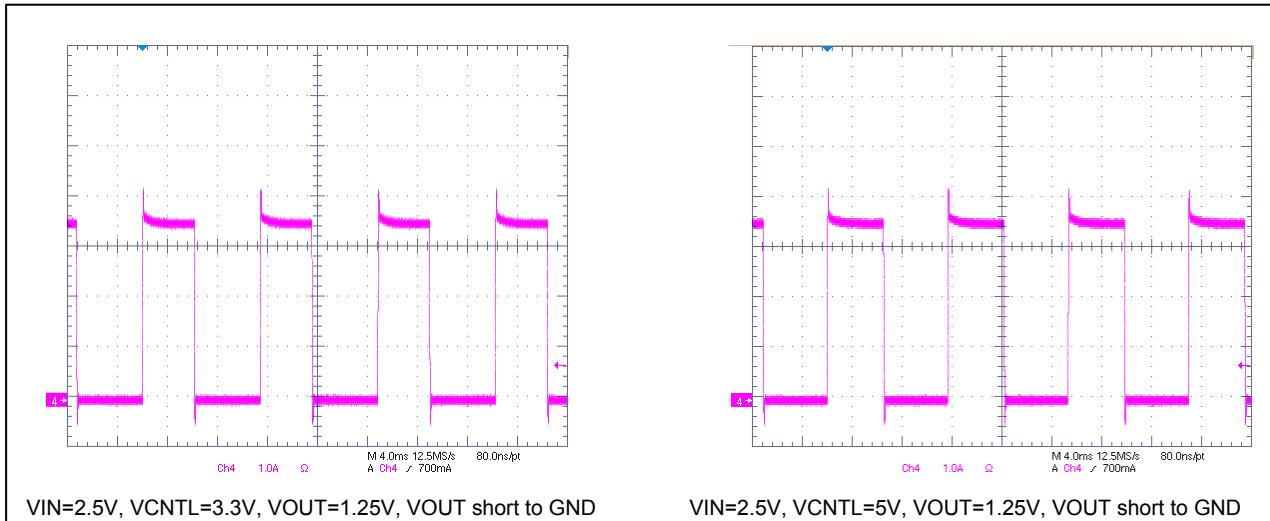 4
M 4.0ms 12.5MS/s 80.0ns/pt
Ch4 1.0A Ω A Ch4 / 700mA
VIN=2.5V, VCNTL=3.3V, VOUT=1.25V, VOUT short to GND
4
M 4.0ms 12.5MS/s 80.0ns/pt
Ch4 1.0A Ω A Ch4 / 700mA
VIN=2.5V, VCNTL=5V, VOUT=1.25V, VOUT short to GND